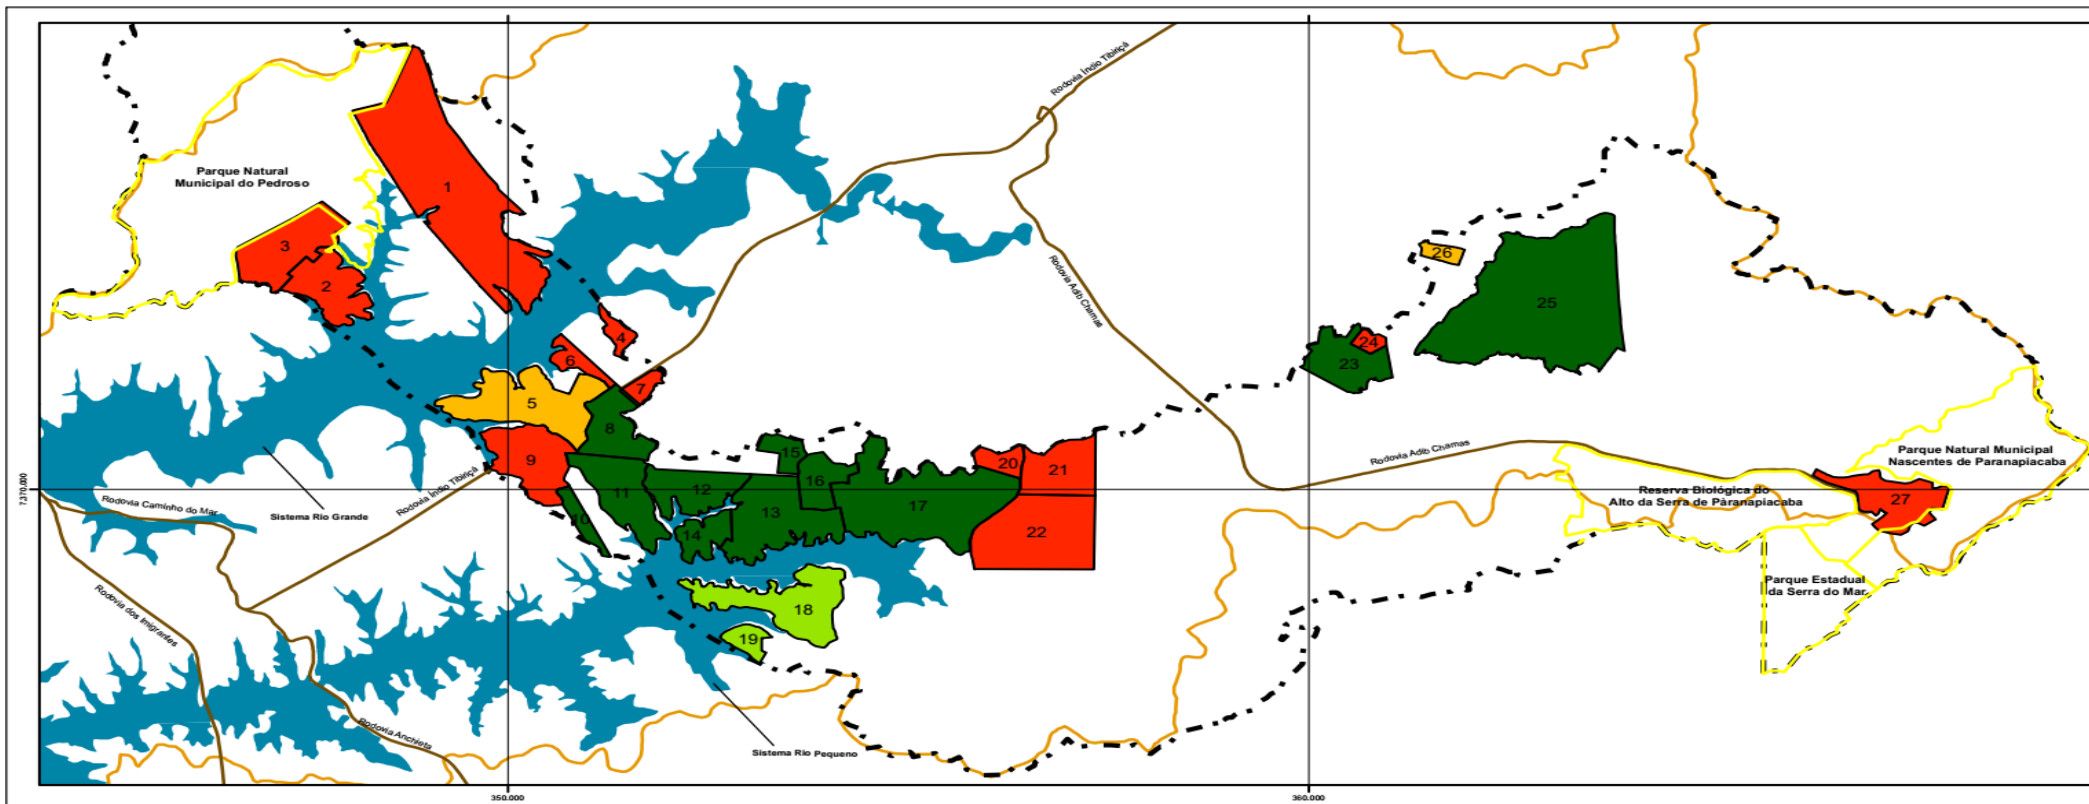 Rodovia Índio Tibiriçá
Parque Natural
Municipal do Pedroso
1
3
2
26
25
Rodovia Adib Chamas
4
6
24
23
7
5
8
9
15
20
21
Rodovia Adib Chamas
Parque Natural Municipal
Nascentes de Paranapiacaba
7370.000
Rodovia Caminho do Mar
Sistema Rio Grande
Rodovia Índio Tibiriçá
11
12
16
17
10
13
14
22
Reserva Biológica do
Alto da Serra de Pàranapiacaba
27
Rodovia dos Imigrantes
18
19
Parque Estadual
da Serra do Mar
Rodovia Anchieta
Sistema Rio Pequeno
350.000
360.000